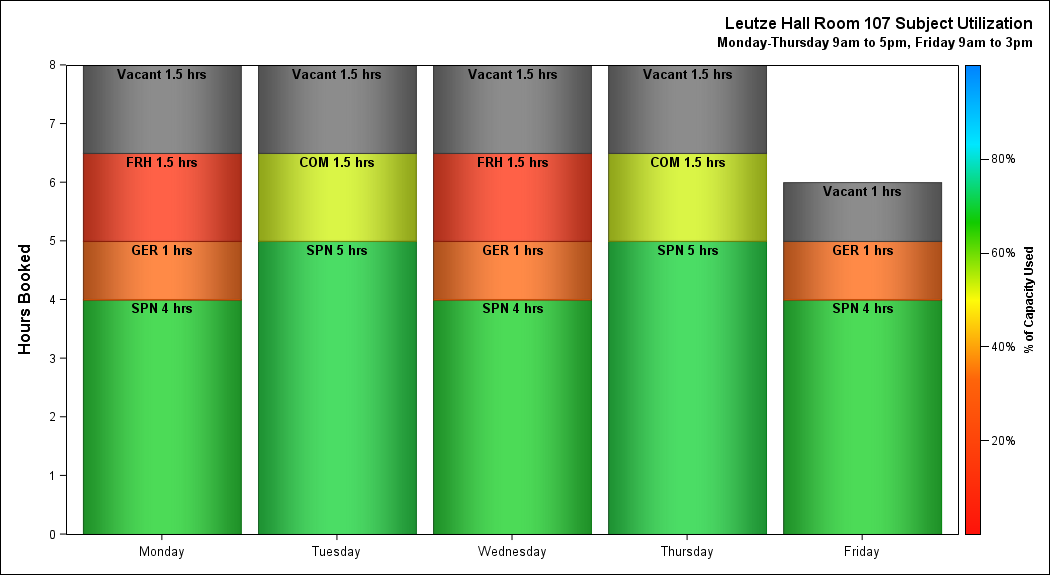 Leutze Hall Room 107 Subject Utilization
Monday-Thursday 9am to 5pm, Friday 9am to 3pm
Hours Booked
8
7
6
5
4
3
2
1
0
Vacant 1.5 hrs
FRH 1.5 hrs
GER 1 hrs
SPN 4 hrs
Vacant 1.5 hrs
COM 1.5 hrs
SPN 5 hrs
Vacant 1.5 hrs
FRH 1.5 hrs
GER 1 hrs
SPN 4 hrs
Vacant 1.5 hrs
COM 1.5 hrs
SPN 5 hrs
Vacant 1 hrs
GER 1 hrs
SPN 4 hrs
Monday
Tuesday
Wednesday
Thursday
Friday
80%
60%
40%
20%
% of Capacity Used